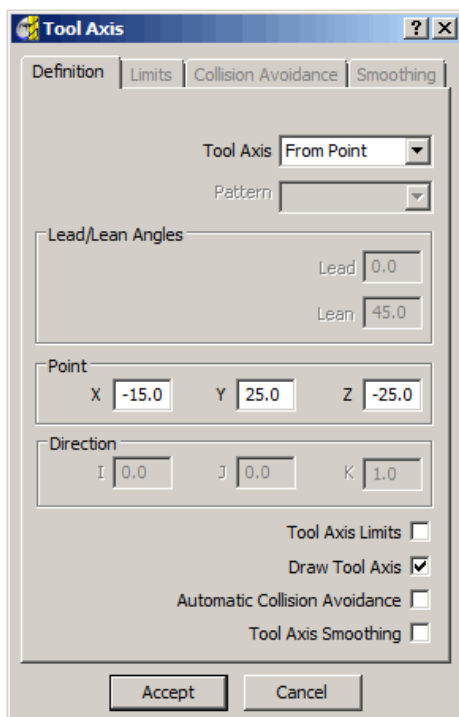 Tool Axis
Definition Limits Collision Avoidance Smoothing
Tool Axis From Point
Pattern
Lead/Lean Angles
Lead 0.0
Lean 45.0
Point
X -15.0 Y 25.0 Z -25.0
Direction
I 0.0 J 0.0 K 1.0
Tool Axis Limits
Draw Tool Axis
Automatic Collision Avoidance
Tool Axis Smoothing
Accept Cancel